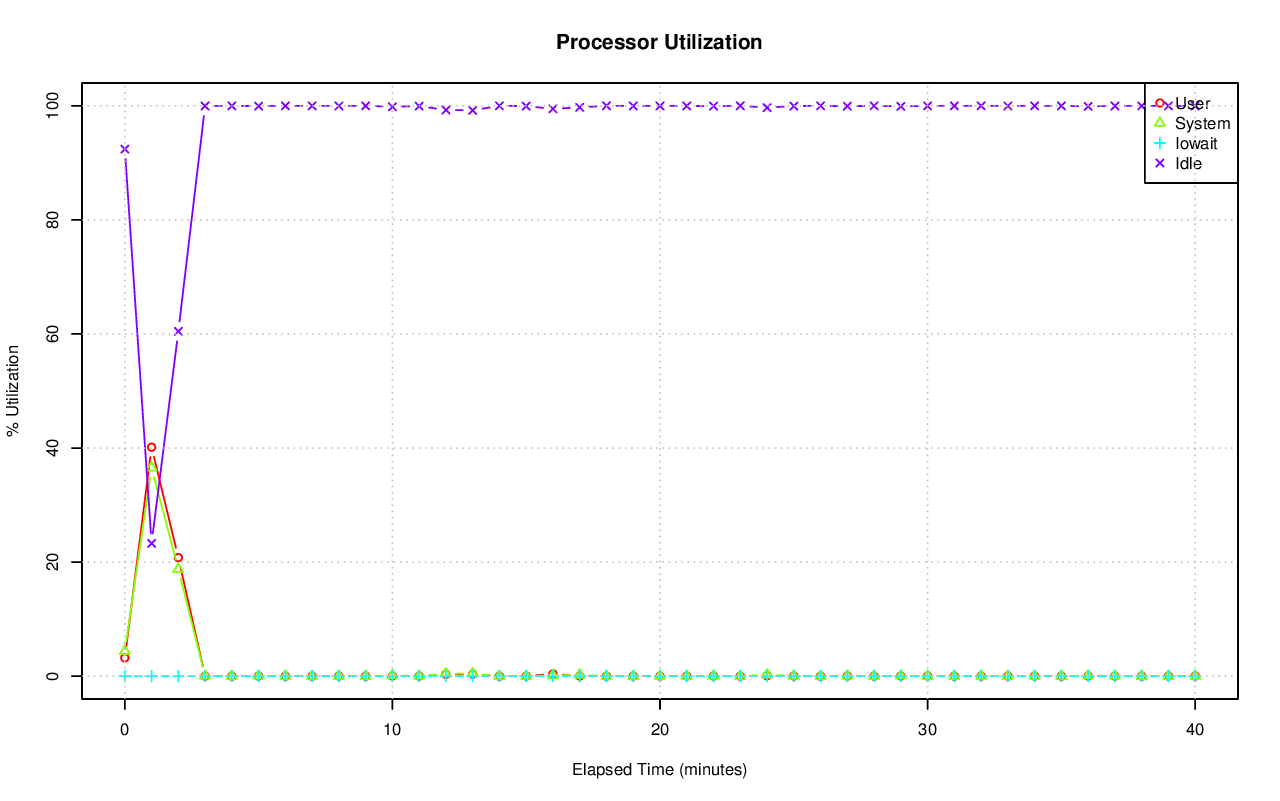 Processor Utilization
100
80
60
40
20
0
% Utilization
User
System
Iowait
Idle
0 10 20 30 40
Elapsed Time (minutes)